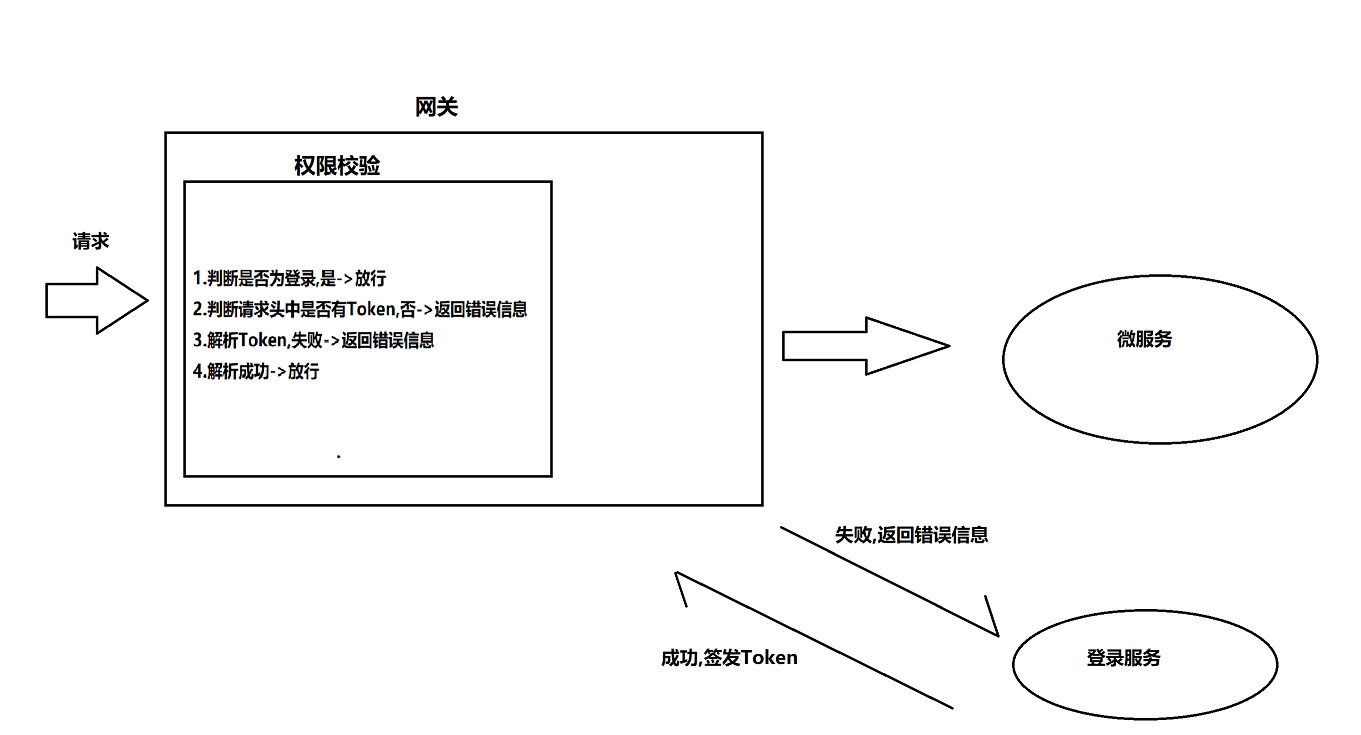 网关
权限校验
请求
1.判断是否为登录,是->放行
2.判断请求头中是否有Token,否->返回错误信息
3.解析Token,失败->返回错误信息
4.解析成功->放行
微服务
失败,返回错误信息
成功,签发Token
登录服务